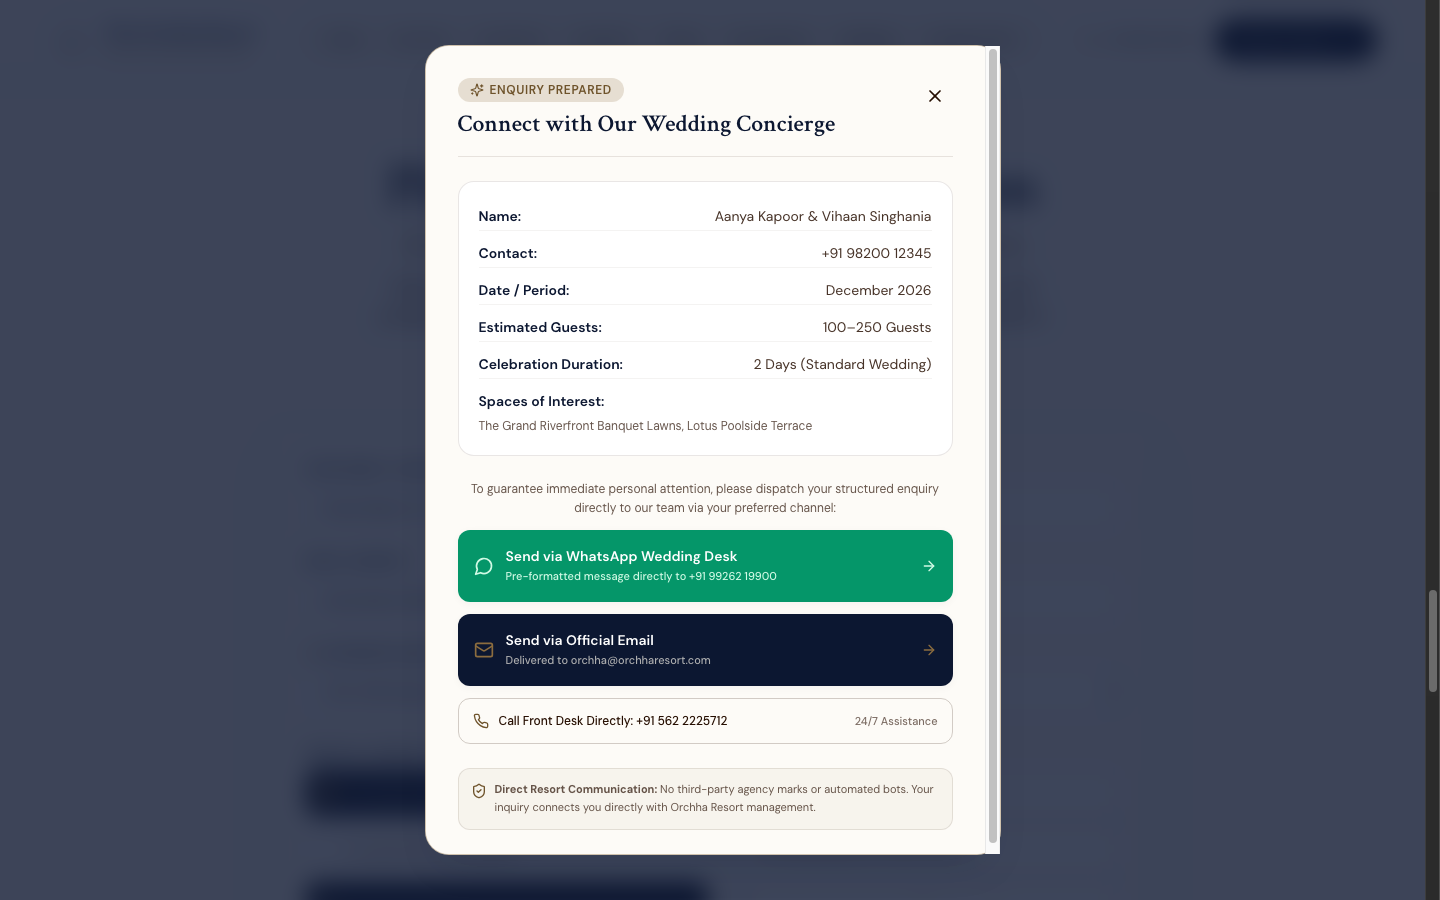 ENQUIRY PREPARED
Connect with Our Wedding Concierge
Name: Aanya Kapoor & Vihaan Singhania
Contact: +91 98200 12345
Date / Period: December 2026
Estimated Guests: 100–250 Guests
Celebration Duration: 2 Days (Standard Wedding)
Spaces of Interest:
The Grand Riverfront Banquet Lawns, Lotus Poolside Terrace
To guarantee immediate personal attention, please dispatch your structured enquiry
directly to our team via your preferred channel:
Send via WhatsApp Wedding Desk
Pre-formatted message directly to +91 99262 19900
Send via Official Email
Delivered to orchha@orchharesort.com
Call Front Desk Directly: +91 562 2225712 24/7 Assistance
Direct Resort Communication: No third-party agency marks or automated bots. Your
inquiry connects you directly with Orchha Resort management.